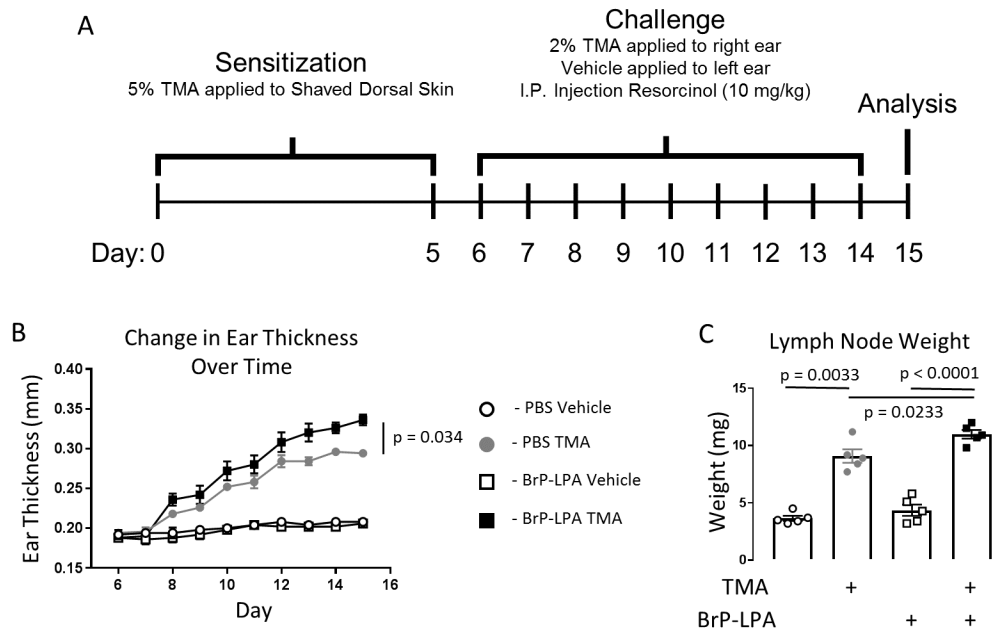 A
Sensitization
5% TMA applied to Shaved Dorsal Skin
Challenge
2% TMA applied to right ear
Vehicle applied to left ear
I.P. Injection Resorcinol (10 mg/kg)
Analysis
Day: 0 5 6 7 8 9 10 11 12 13 14 15
B
Change in Ear Thickness
Over Time
Ear Thickness (mm)
0.40
0.35
0.30
0.25
0.20
0.15
6 8 10 12 14 16
Day
p = 0.034
- PBS Vehicle
- PBS TMA
- BrP-LPA Vehicle
- BrP-LPA TMA
C
Lymph Node Weight
p = 0.0033
p < 0.0001
p = 0.0233
Weight (mg)
15
10
5
0
TMA + +
BrP-LPA + +